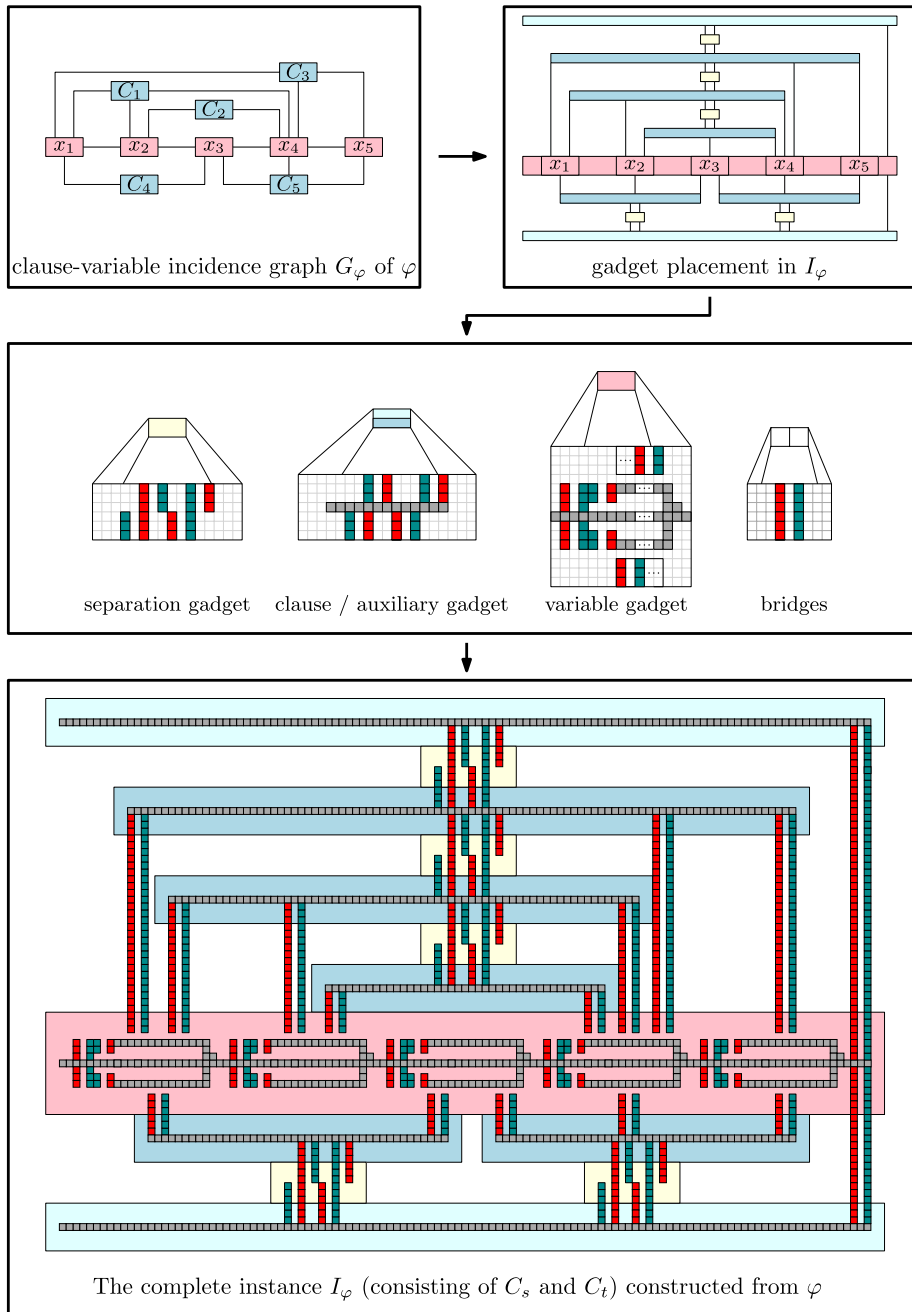 C₃
C₁
C₂
x₁ x₂ x₃ x₄ x₅
C₄ C₅
clause-variable incidence graph Gφ of φ
x₁ x₂ x₃ x₄ x₅
gadget placement in Iφ
...
... 
...
...
separation gadget
clause / auxiliary gadget
variable gadget
bridges
The complete instance Iφ (consisting of Cₛ and Cₜ) constructed from φ